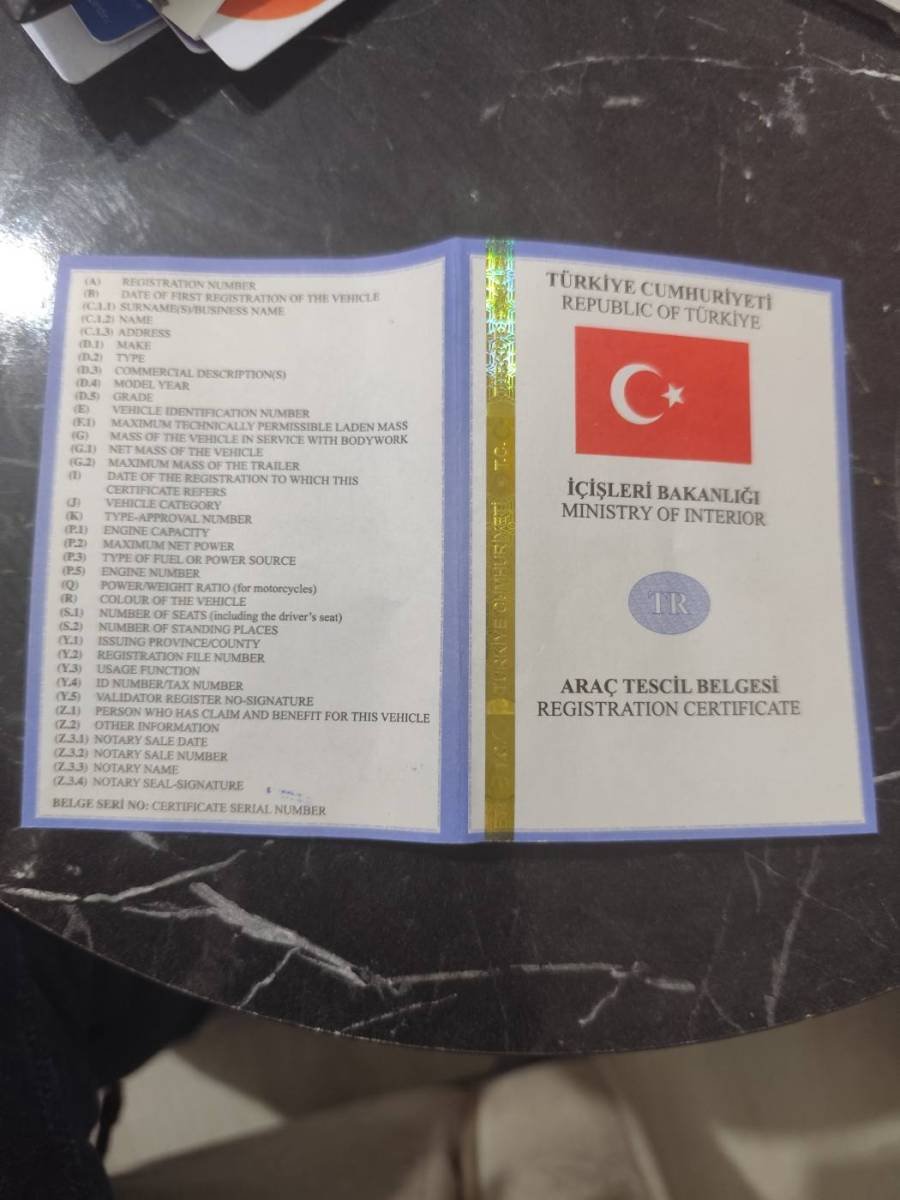 (A) REGISTRATION NUMBER
(B) DATE OF FIRST REGISTRATION OF THE VEHICLE
(C.1.1) SURNAME(S)/BUSINESS NAME
(C.1.2) NAME
(C.1.3) ADDRESS
(D.1) MAKE
(D.2) TYPE
(D.3) COMMERCIAL DESCRIPTION(S)
(D.4) MODEL YEAR
(D.5) GRADE
(E) VEHICLE IDENTIFICATION NUMBER
(F.1) MAXIMUM TECHNICALLY PERMISSIBLE LADEN MASS
(G) MASS OF THE VEHICLE IN SERVICE WITH BODYWORK
(G.1) NET MASS OF THE VEHICLE
(G.2) MAXIMUM MASS OF THE TRAILER
(I) DATE OF THE REGISTRATION TO WHICH THIS
CERTIFICATE REFERS
(J) VEHICLE CATEGORY
(K) TYPE-APPROVAL NUMBER
(P.1) ENGINE CAPACITY
(P.2) MAXIMUM NET POWER
(P.3) TYPE OF FUEL OR POWER SOURCE
(P.5) ENGINE NUMBER
(Q) POWER/WEIGHT RATIO (for motorcycles)
(R) COLOUR OF THE VEHICLE
(S.1) NUMBER OF SEATS (including the driver's seat)
(S.2) NUMBER OF STANDING PLACES
(Y.1) ISSUING PROVINCE/COUNTY
(Y.2) REGISTRATION FILE NUMBER
(Y.3) USAGE FUNCTION
(Y.4) ID NUMBER/TAX NUMBER
(Y.5) VALIDATOR REGISTER NO-SIGNATURE
(Z.1) PERSON WHO HAS CLAIM AND BENEFIT FOR THIS VEHICLE
(Z.2) OTHER INFORMATION
(Z.3.1) NOTARY SALE DATE
(Z.3.2) NOTARY SALE NUMBER
(Z.3.3) NOTARY NAME
(Z.3.4) NOTARY SEAL-SIGNATURE
BELGE SERİ NO: CERTIFICATE SERIAL NUMBER
T.C. TÜRKİYE CUMHURİYETİ T.C.
TÜRKİYE CUMHURİYETİ
REPUBLIC OF TÜRKİYE
İÇİŞLERİ BAKANLIĞI
MINISTRY OF INTERIOR
TR
ARAÇ TESCİL BELGESİ
REGISTRATION CERTIFICATE